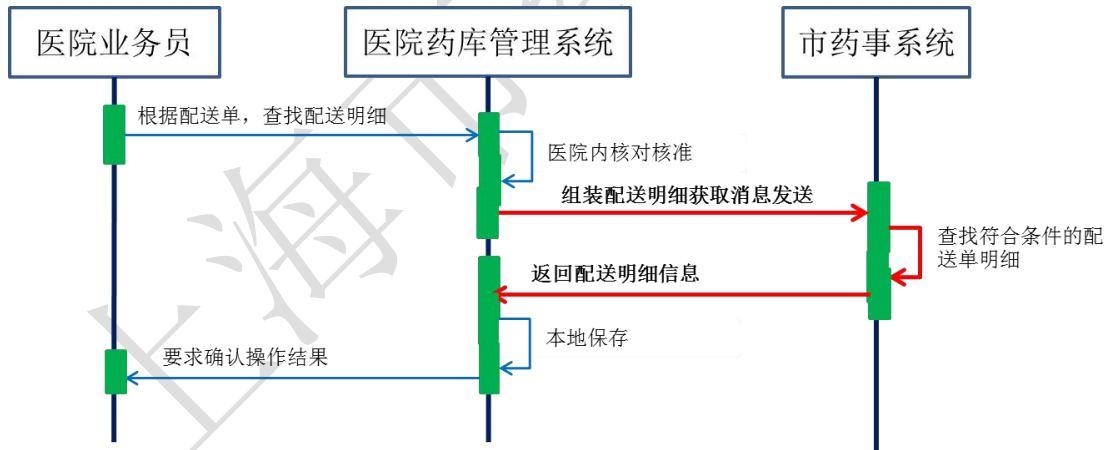 医院业务员
医院药库管理系统
市药事系统
根据配送单，查找配送明细
医院内核对核准
组装配送明细获取消息发送
查找符合条件的配
送单明细
返回配送明细信息
本地保存
要求确认操作结果
上海市